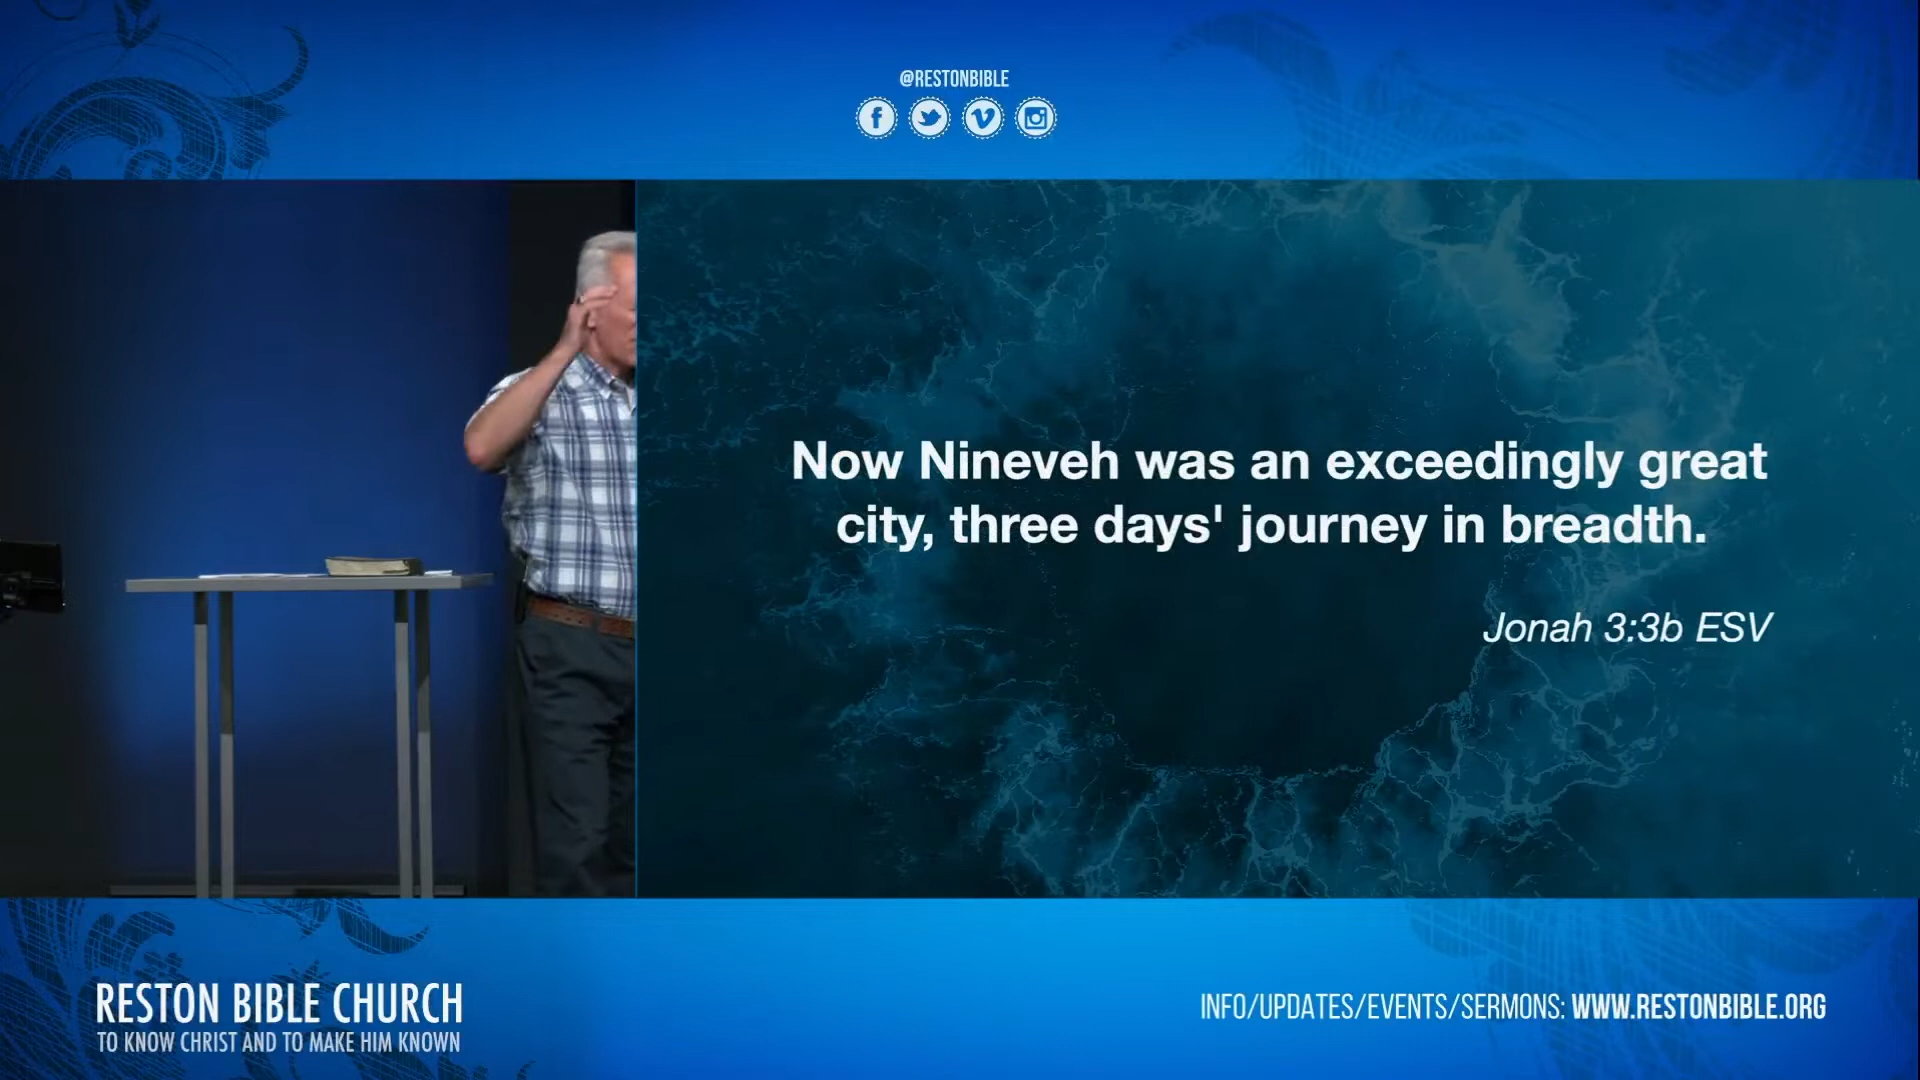 @RESTONBIBLE
Now Nineveh was an exceedingly great
city, three days' journey in breadth.
Jonah 3:3b ESV
RESTON BIBLE CHURCH
TO KNOW CHRIST AND TO MAKE HIM KNOWN
INFO/UPDATES/EVENTS/SERMONS: WWW.RESTONBIBLE.ORG